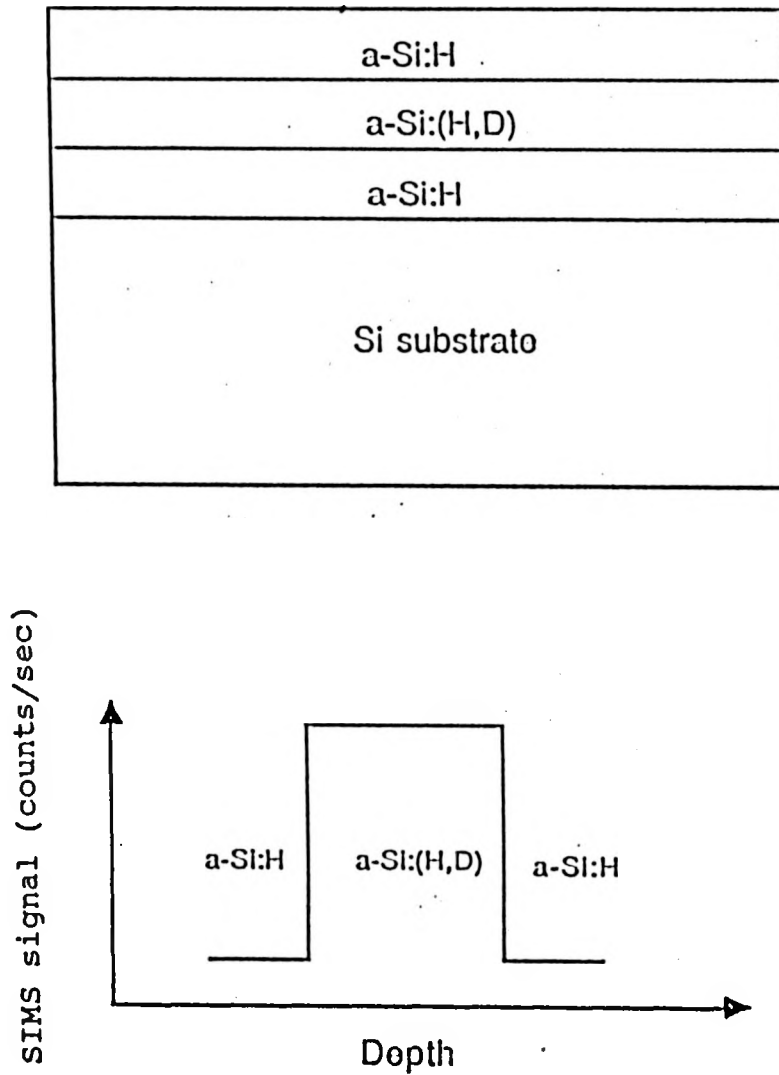 a-Si:H
a-Si:(H,D)
a-Si:H
Si substrato
SIMS signal (counts/sec)
a-Si:H
a-Si:(H,D)
a-Si:H
Depth